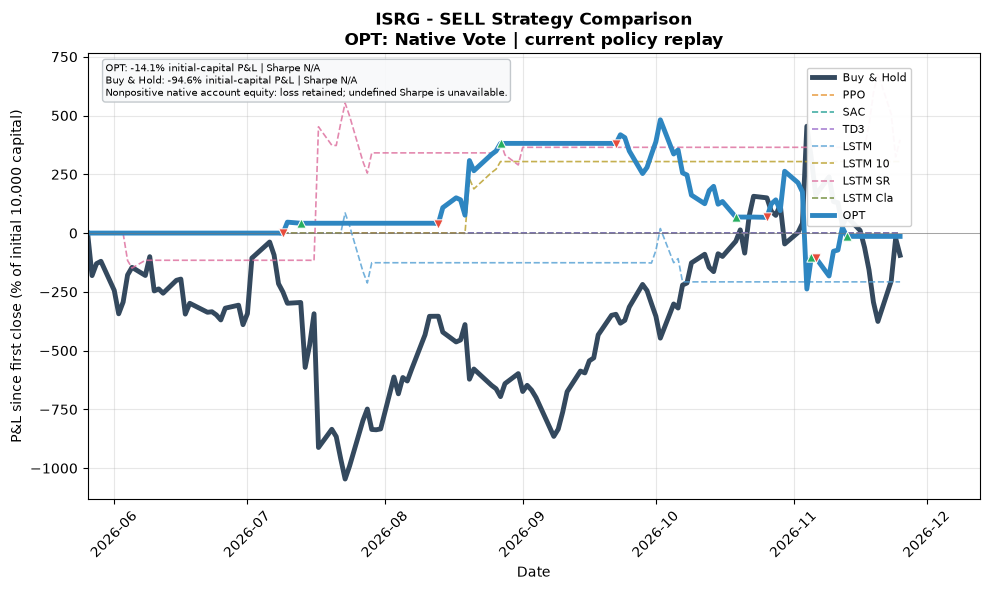 ISRG - SELL Strategy Comparison
OPT: Native Vote | current policy replay
OPT: -14.1% initial-capital P&L | Sharpe N/A
Buy & Hold: -94.6% initial-capital P&L | Sharpe N/A
Nonpositive native account equity: loss retained; undefined Sharpe is unavailable.
Buy & Hold
PPO
SAC
TD3
LSTM
LSTM 10
LSTM SR
LSTM Cla
OPT
P&L since first close (% of initial 10,000 capital)
750
500
250
0
−250
−500
−750
−1000
2026-06
2026-07
2026-08
2026-09
2026-10
2026-11
2026-12
Date